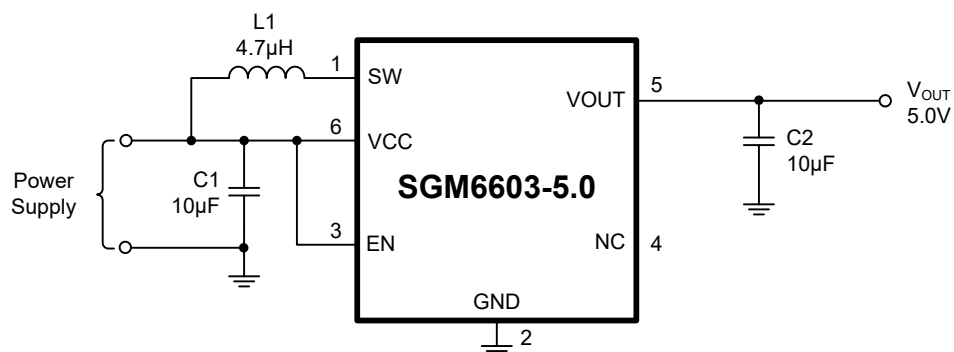 L1
4.7µH
1
SW
5
VOUT
V_OUT
5.0V
6
VCC
C2
10µF
C1
10µF
SGM6603-5.0
Power
Supply
3
EN
NC
4
GND
2